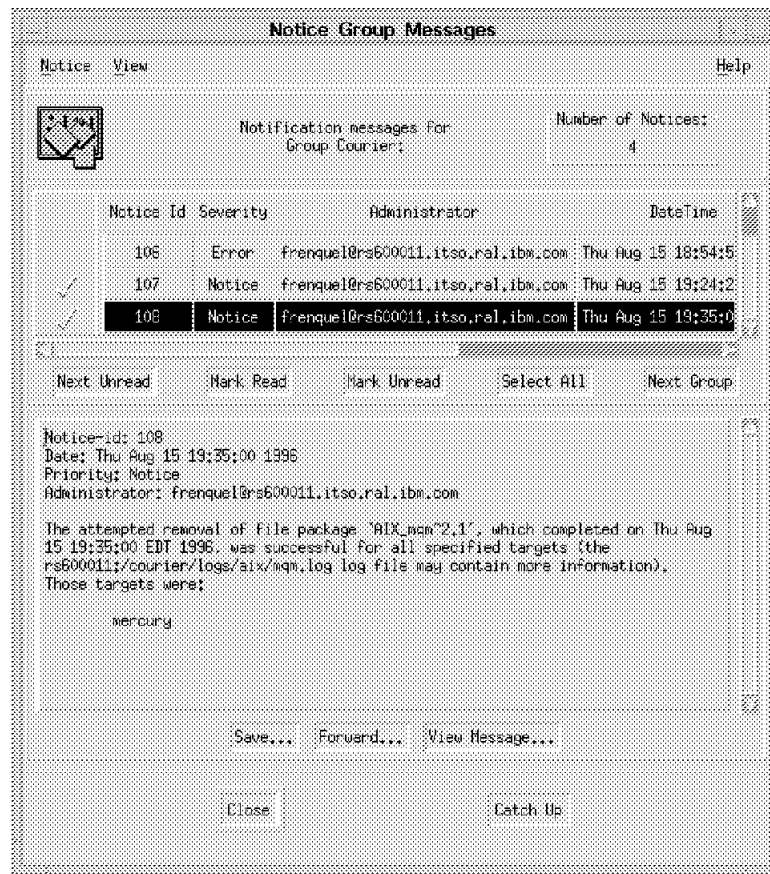 Notice Group Messages
Notice View Help
Notification messages for
Group Courier:
Number of Notices:
4
Notice Id Severity Administrator DateTime
106 Error frenquel@rs600011.itso.ral.ibm.com Thu Aug 15 18:54:5
107 Notice frenquel@rs600011.itso.ral.ibm.com Thu Aug 15 19:24:2
108 Notice frenquel@rs600011.itso.ral.ibm.com Thu Aug 15 19:35:0
Next Unread Mark Read Mark Unread Select All Next Group
Notice-id: 108
Date: Thu Aug 15 19:35:00 1996
Priority: Notice
Administrator: frenquel@rs600011.itso.ral.ibm.com
The attempted removal of file package `AIX_mqm^2.1', which completed on Thu Aug
15 19:35:00 EDT 1996, was successful for all specified targets (the
rs600011:/courier/logs/aix/mqm.log log file may contain more information).
Those targets were:
mercury
Save... Forward... View Message...
Close Catch Up